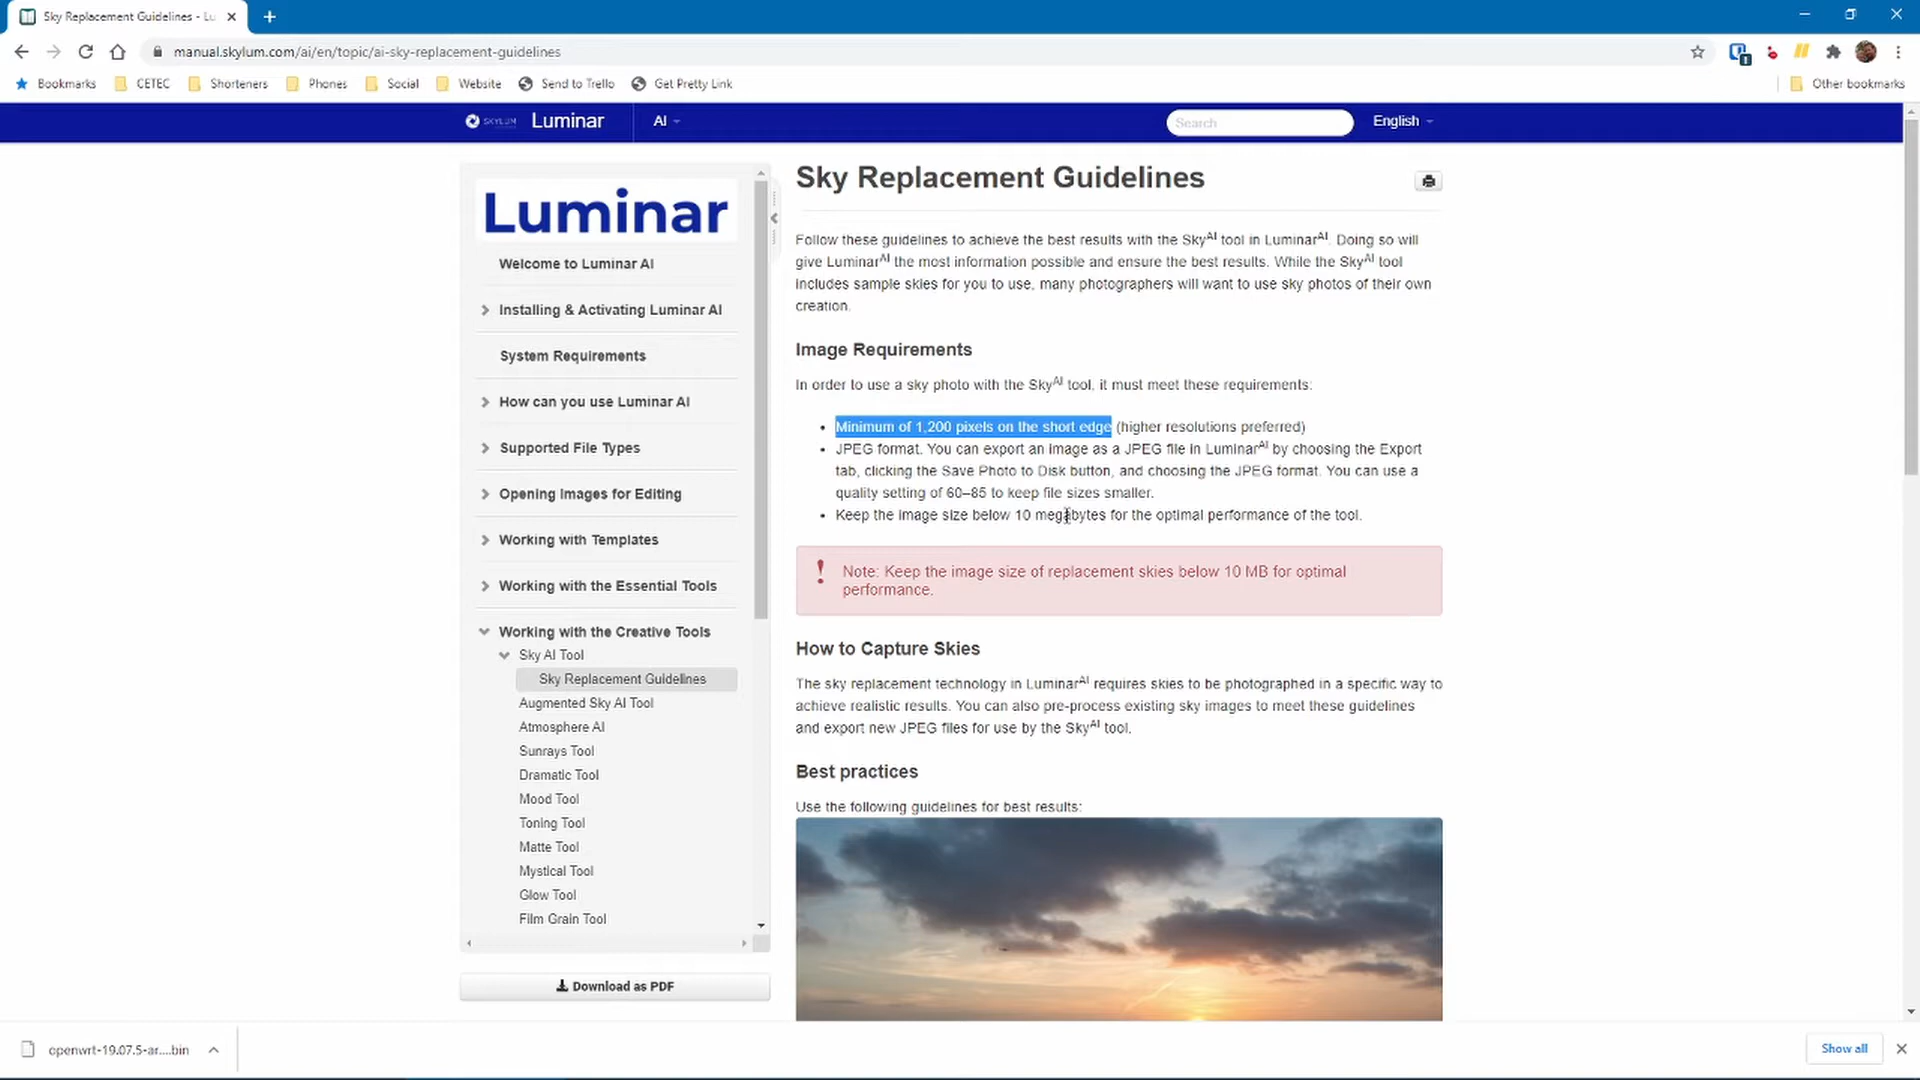 Sky Replacement Guidelines - Lu
manual.skylum.com/ai/en/topic/ai-sky-replacement-guidelines
Bookmarks CETEC Shorteners Phones Social Website Send to Trello Get Pretty Link Other bookmarks
SKYLUM Luminar AI Search English
Luminar
Welcome to Luminar AI
Installing & Activating Luminar AI
System Requirements
How can you use Luminar AI
Supported File Types
Opening Images for Editing
Working with Templates
Working with the Essential Tools
Working with the Creative Tools
Sky AI Tool
Sky Replacement Guidelines
Augmented Sky AI Tool
Atmosphere AI
Sunrays Tool
Dramatic Tool
Mood Tool
Toning Tool
Matte Tool
Mystical Tool
Glow Tool
Film Grain Tool
Download as PDF
Sky Replacement Guidelines
Follow these guidelines to achieve the best results with the SkyAI tool in LuminarAI. Doing so will
give LuminarAI the most information possible and ensure the best results. While the SkyAI tool
includes sample skies for you to use, many photographers will want to use sky photos of their own
creation.
Image Requirements
In order to use a sky photo with the SkyAI tool, it must meet these requirements:
• Minimum of 1,200 pixels on the short edge (higher resolutions preferred)
• JPEG format. You can export an image as a JPEG file in LuminarAI by choosing the Export
tab, clicking the Save Photo to Disk button, and choosing the JPEG format. You can use a
quality setting of 60–85 to keep file sizes smaller.
• Keep the image size below 10 megabytes for the optimal performance of the tool.
! Note: Keep the image size of replacement skies below 10 MB for optimal
performance.
How to Capture Skies
The sky replacement technology in LuminarAI requires skies to be photographed in a specific way to
achieve realistic results. You can also pre-process existing sky images to meet these guidelines
and export new JPEG files for use by the SkyAI tool.
Best practices
Use the following guidelines for best results:
openwrt-19.07.5-ar....bin
Show all